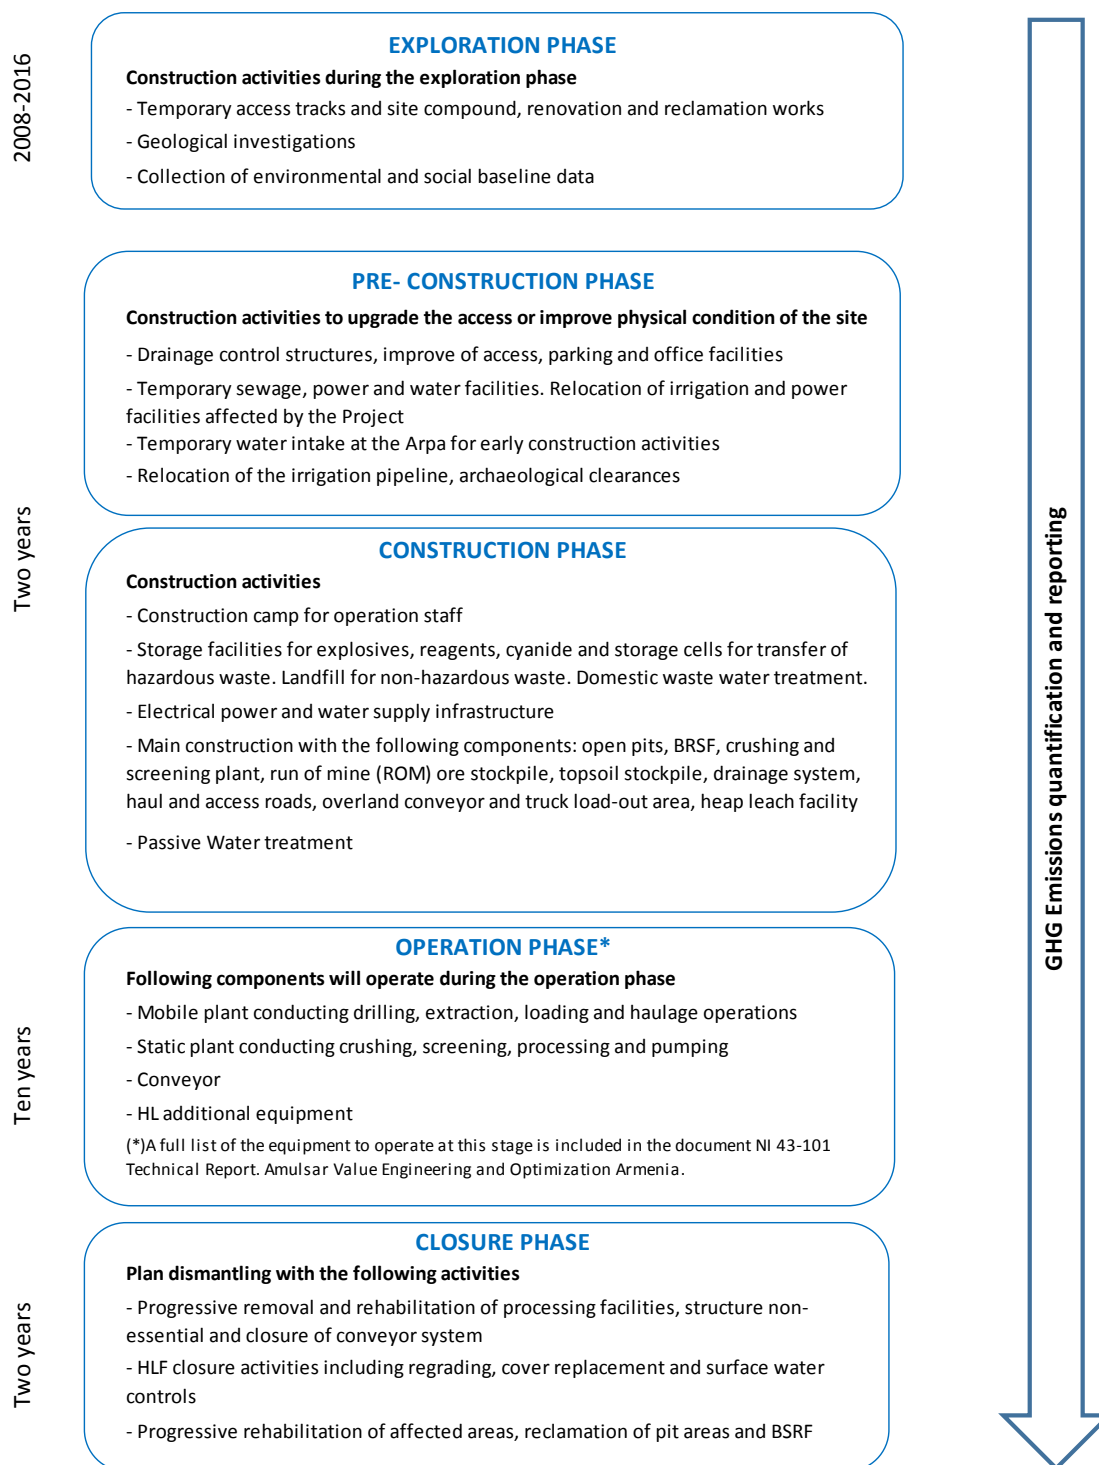 2008-2016
EXPLORATION PHASE
Construction activities during the exploration phase
- Temporary access tracks and site compound, renovation and reclamation works
- Geological investigations
- Collection of environmental and social baseline data
Two years
PRE- CONSTRUCTION PHASE
Construction activities to upgrade the access or improve physical condition of the site
- Drainage control structures, improve of access, parking and office facilities
- Temporary sewage, power and water facilities. Relocation of irrigation and power
facilities affected by the Project
- Temporary water intake at the Arpa for early construction activities
- Relocation of the irrigation pipeline, archaeological clearances
CONSTRUCTION PHASE
Construction activities
- Construction camp for operation staff
- Storage facilities for explosives, reagents, cyanide and storage cells for transfer of
hazardous waste. Landfill for non-hazardous waste. Domestic waste water treatment.
- Electrical power and water supply infrastructure
- Main construction with the following components: open pits, BRSF, crushing and
screening plant, run of mine (ROM) ore stockpile, topsoil stockpile, drainage system,
haul and access roads, overland conveyor and truck load-out area, heap leach facility
- Passive Water treatment
Ten years
OPERATION PHASE*
Following components will operate during the operation phase
- Mobile plant conducting drilling, extraction, loading and haulage operations
- Static plant conducting crushing, screening, processing and pumping
- Conveyor
- HL additional equipment
(*)A full list of the equipment to operate at this stage is included in the document NI 43-101
Technical Report. Amulsar Value Engineering and Optimization Armenia.
Two years
CLOSURE PHASE
Plan dismantling with the following activities
- Progressive removal and rehabilitation of processing facilities, structure non-
essential and closure of conveyor system
- HLF closure activities including regrading, cover replacement and surface water
controls
- Progressive rehabilitation of affected areas, reclamation of pit areas and BSRF
GHG Emissions quantification and reporting